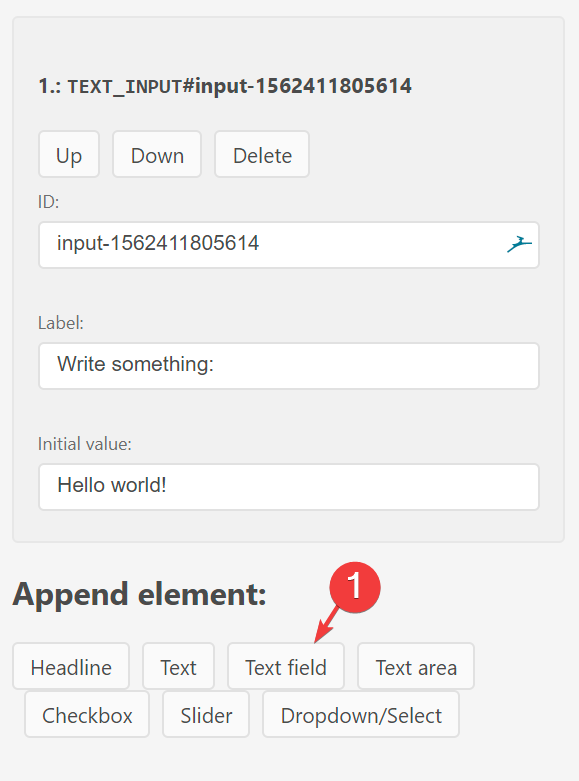 1.: TEXT_INPUT#input-1562411805614
Up Down Delete
ID:
input-1562411805614
Label:
Write something:
Initial value:
Hello world!
1
Append element:
Headline Text Text field Text area
Checkbox Slider Dropdown/Select